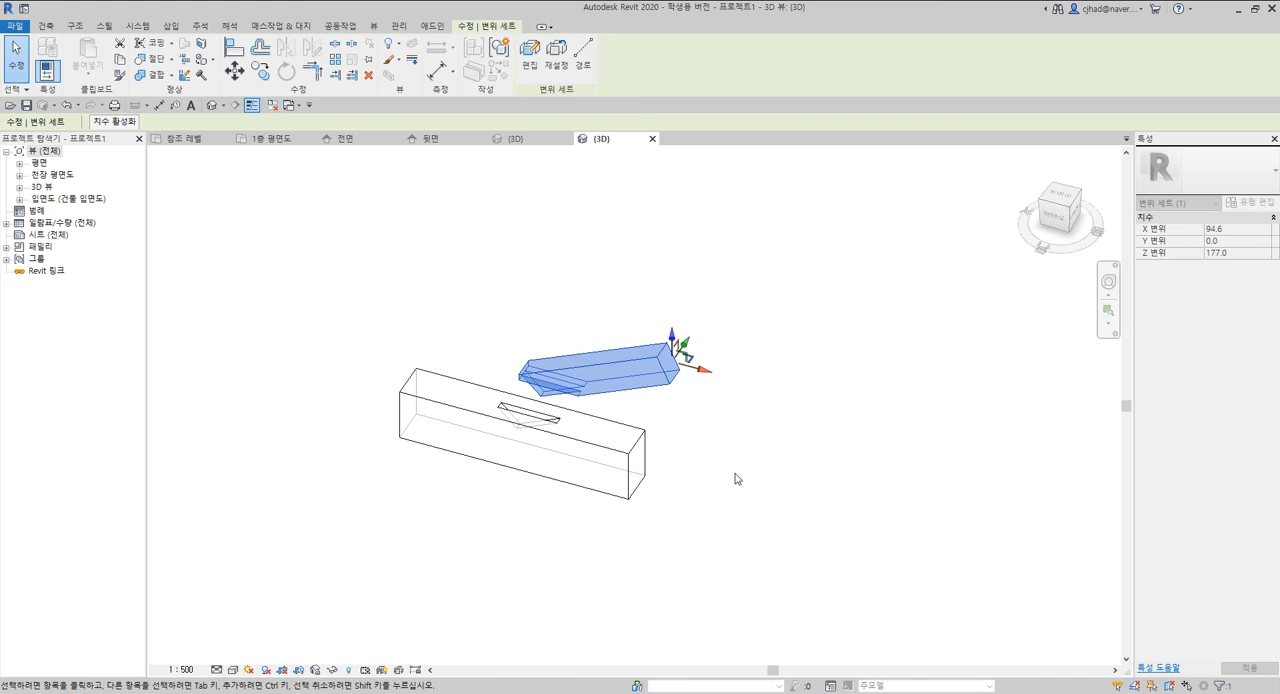 Autodesk Revit 2020 - 학생용 버전 - 프로젝트1 - 3D 뷰: {3D}
cjhad@naver...
파일 건축 구조 스틸 시스템 삽입 주석 해석 매스작업 & 대지 공동작업 뷰 관리 애드인 수정 | 변위 세트
수정 붙여넣기 코핑 절단 결합 편집 재설정 경로
선택 특성 클립보드 형상 수정 뷰 측정 작성 변위 세트
수정 | 변위 세트 치수 활성화
프로젝트 탐색기 - 프로젝트1
참조 레벨 1층 평면도 전면 뒷면 {3D} {3D}
특성
뷰 (전체)
평면
천장 평면도
3D 뷰
입면도 (건물 입면도)
범례
일람표/수량 (전체)
시트 (전체)
패밀리
그룹
Revit 링크
변위 세트 (1) 유형 편집
치수
X 변위 94.6
Y 변위 0.0
Z 변위 177.0
1 : 500
특성 도움말 적용
선택하려면 항목을 클릭하고, 다른 항목을 선택하려면 Tab 키, 추가하려면 Ctrl 키, 선택 취소하려면 Shift 키를 누르십시오.
:0 주모델 :1